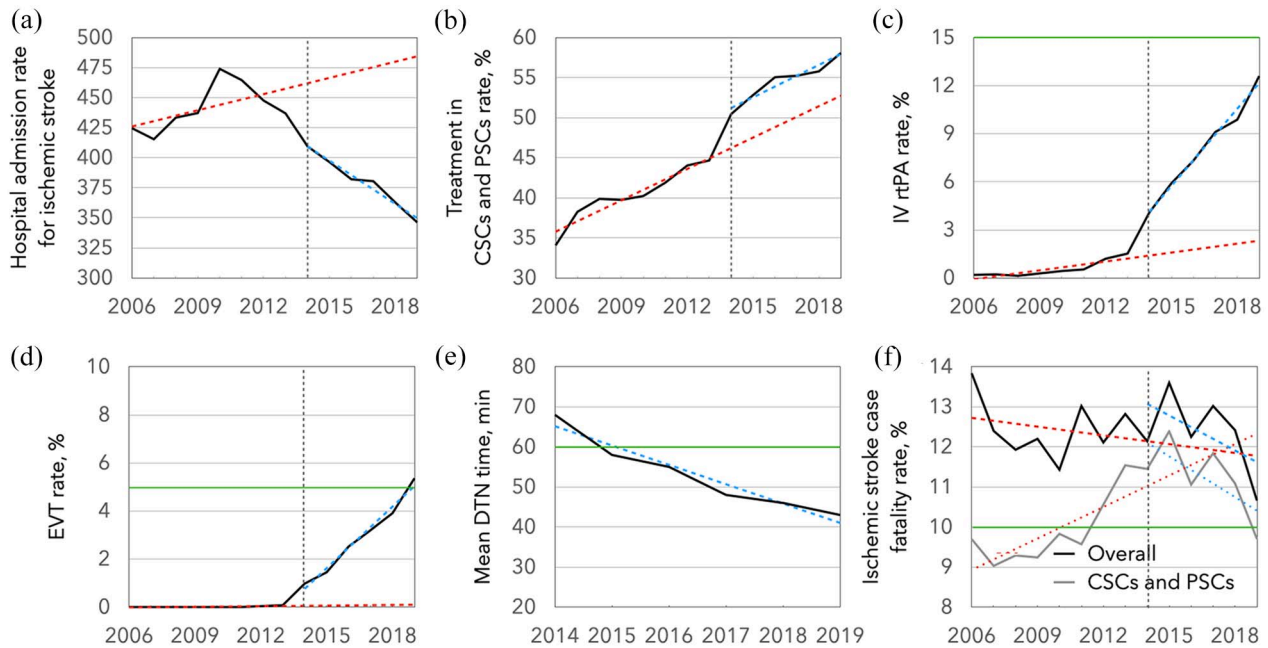 (a)
Hospital admission rate
for ischemic stroke
500
475
450
425
400
375
350
325
300
2006 2009 2012 2015 2018
(b)
Treatment in
CSCs and PSCs rate, %
60
55
50
45
40
35
30
2006 2009 2012 2015 2018
(c)
IV rtPA rate, %
15
12
9
6
3
0
2006 2009 2012 2015 2018
(d)
EVT rate, %
10
8
6
4
2
0
2006 2009 2012 2015 2018
(e)
Mean DTN time, min
80
70
60
50
40
30
20
2014 2015 2016 2017 2018 2019
(f)
Ischemic stroke case
fatality rate, %
14
13
12
11
10
9
8
Overall
CSCs and PSCs
2006 2009 2012 2015 2018